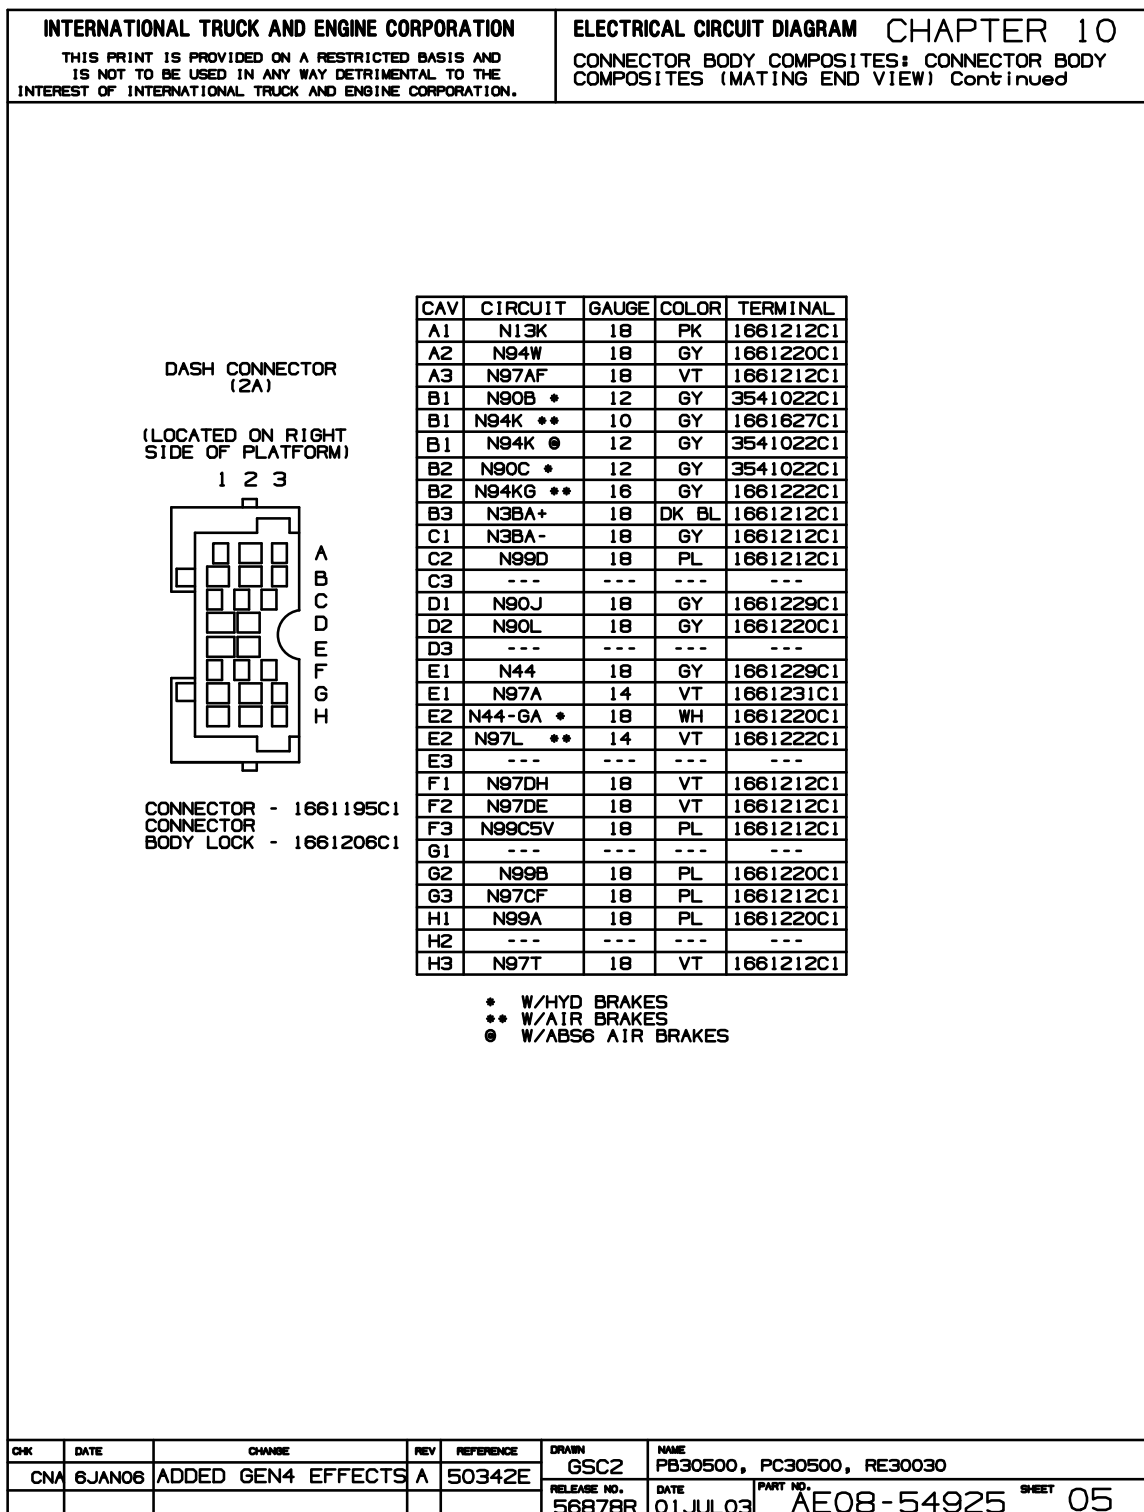 INTERNATIONAL TRUCK AND ENGINE CORPORATION
THIS PRINT IS PROVIDED ON A RESTRICTED BASIS AND
IS NOT TO BE USED IN ANY WAY DETRIMENTAL TO THE
INTEREST OF INTERNATIONAL TRUCK AND ENGINE CORPORATION.
ELECTRICAL CIRCUIT DIAGRAM CHAPTER 10
CONNECTOR BODY COMPOSITES: CONNECTOR BODY
COMPOSITES (MATING END VIEW) Continued
DASH CONNECTOR
(2A)
(LOCATED ON RIGHT
SIDE OF PLATFORM)
1 2 3
A
B
C
D
E
F
G
H
CONNECTOR - 1661195C1
CONNECTOR
BODY LOCK - 1661206C1
CAV CIRCUIT GAUGE COLOR TERMINAL
A1 N13K 18 PK 1661212C1
A2 N94W 18 GY 1661220C1
A3 N97AF 18 VT 1661212C1
B1 N90B * 12 GY 3541022C1
B1 N94K ** 10 GY 1661627C1
B1 N94K @ 12 GY 3541022C1
B2 N90C * 12 GY 3541022C1
B2 N94KG ** 16 GY 1661222C1
B3 N3BA+ 18 DK BL 1661212C1
C1 N3BA- 18 GY 1661212C1
C2 N99D 18 PL 1661212C1
C3 --- --- --- ---
D1 N90J 18 GY 1661229C1
D2 N90L 18 GY 1661220C1
D3 --- --- --- ---
E1 N44 18 GY 1661229C1
E1 N97A 14 VT 1661231C1
E2 N44-GA * 18 WH 1661220C1
E2 N97L ** 14 VT 1661222C1
E3 --- --- --- ---
F1 N97DH 18 VT 1661212C1
F2 N97DE 18 VT 1661212C1
F3 N99C5V 18 PL 1661212C1
G1 --- --- --- ---
G2 N99B 18 PL 1661220C1
G3 N97CF 18 PL 1661212C1
H1 N99A 18 PL 1661220C1
H2 --- --- --- ---
H3 N97T 18 VT 1661212C1
* W/HYD BRAKES
** W/AIR BRAKES
@ W/ABS6 AIR BRAKES
CHK DATE CHANGE REV REFERENCE
CNA 6JAN06 ADDED GEN4 EFFECTS A 50342E
DRAWN
GSC2
NAME
PB30500, PC30500, RE30030
RELEASE NO.
56878R
DATE
01JUL03
PART NO.
AE08-54925
SHEET 05